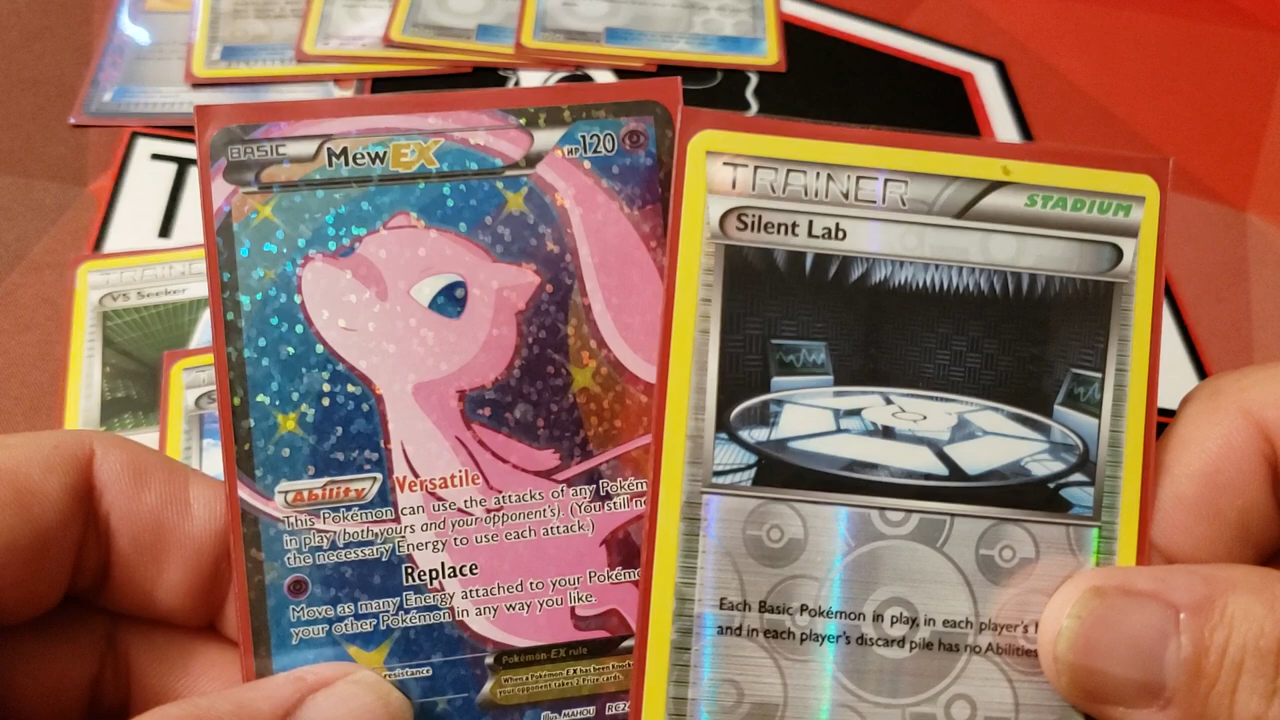 T
TRAINER
VS Seeker
BASIC
Mew EX
HP 120
Ability Versatile
This Pokémon can use the attacks of any
in play (both yours and your opponent's). (You still
the necessary Energy to use each attack.)
Replace
Move as many Energy attached to your
your other Pokémon in any way you like.
resistance
Pokémon-EX rule
When a Pokémon-EX has been
your opponent takes 2 Prize cards.
Illus. MAHOU
TRAINER
STADIUM
Silent Lab
Each Basic Pokémon in play, in each player's
and in each player's discard pile has no Abilities